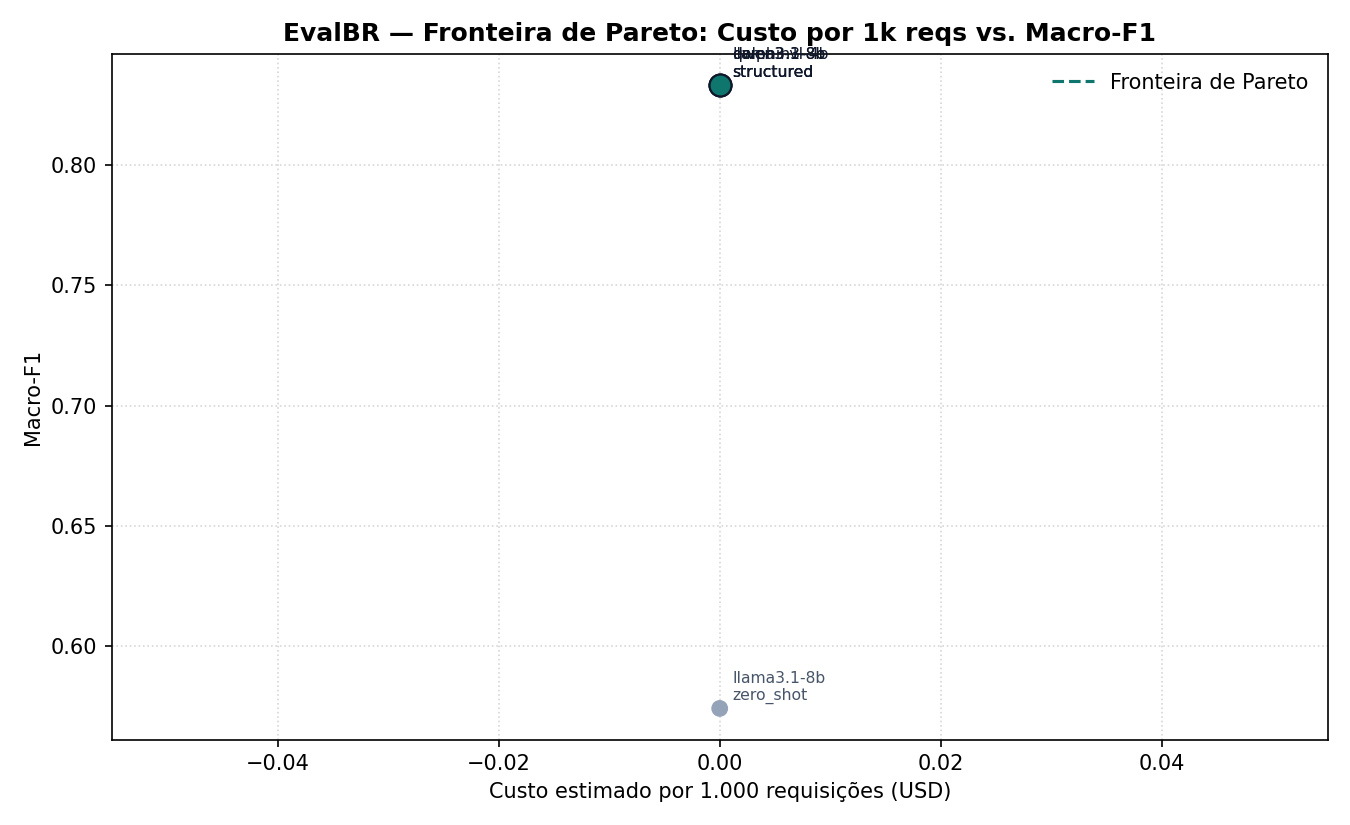 EvalBR — Fronteira de Pareto: Custo por 1k reqs vs. Macro-F1
structured
Fronteira de Pareto
0.80
0.75
0.70
0.65
0.60
Macro-F1
llama3.1-8b
zero_shot
−0.04
−0.02
0.00
0.02
0.04
Custo estimado por 1.000 requisições (USD)